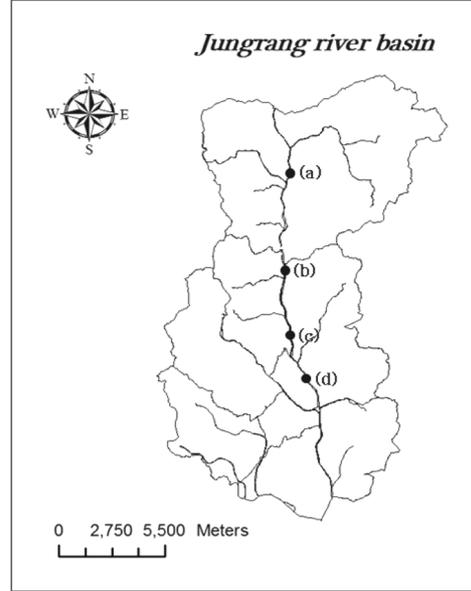 Jungrang river basin
N
W E
S
(a)
(b)
(c)
(d)
0 2,750 5,500 Meters